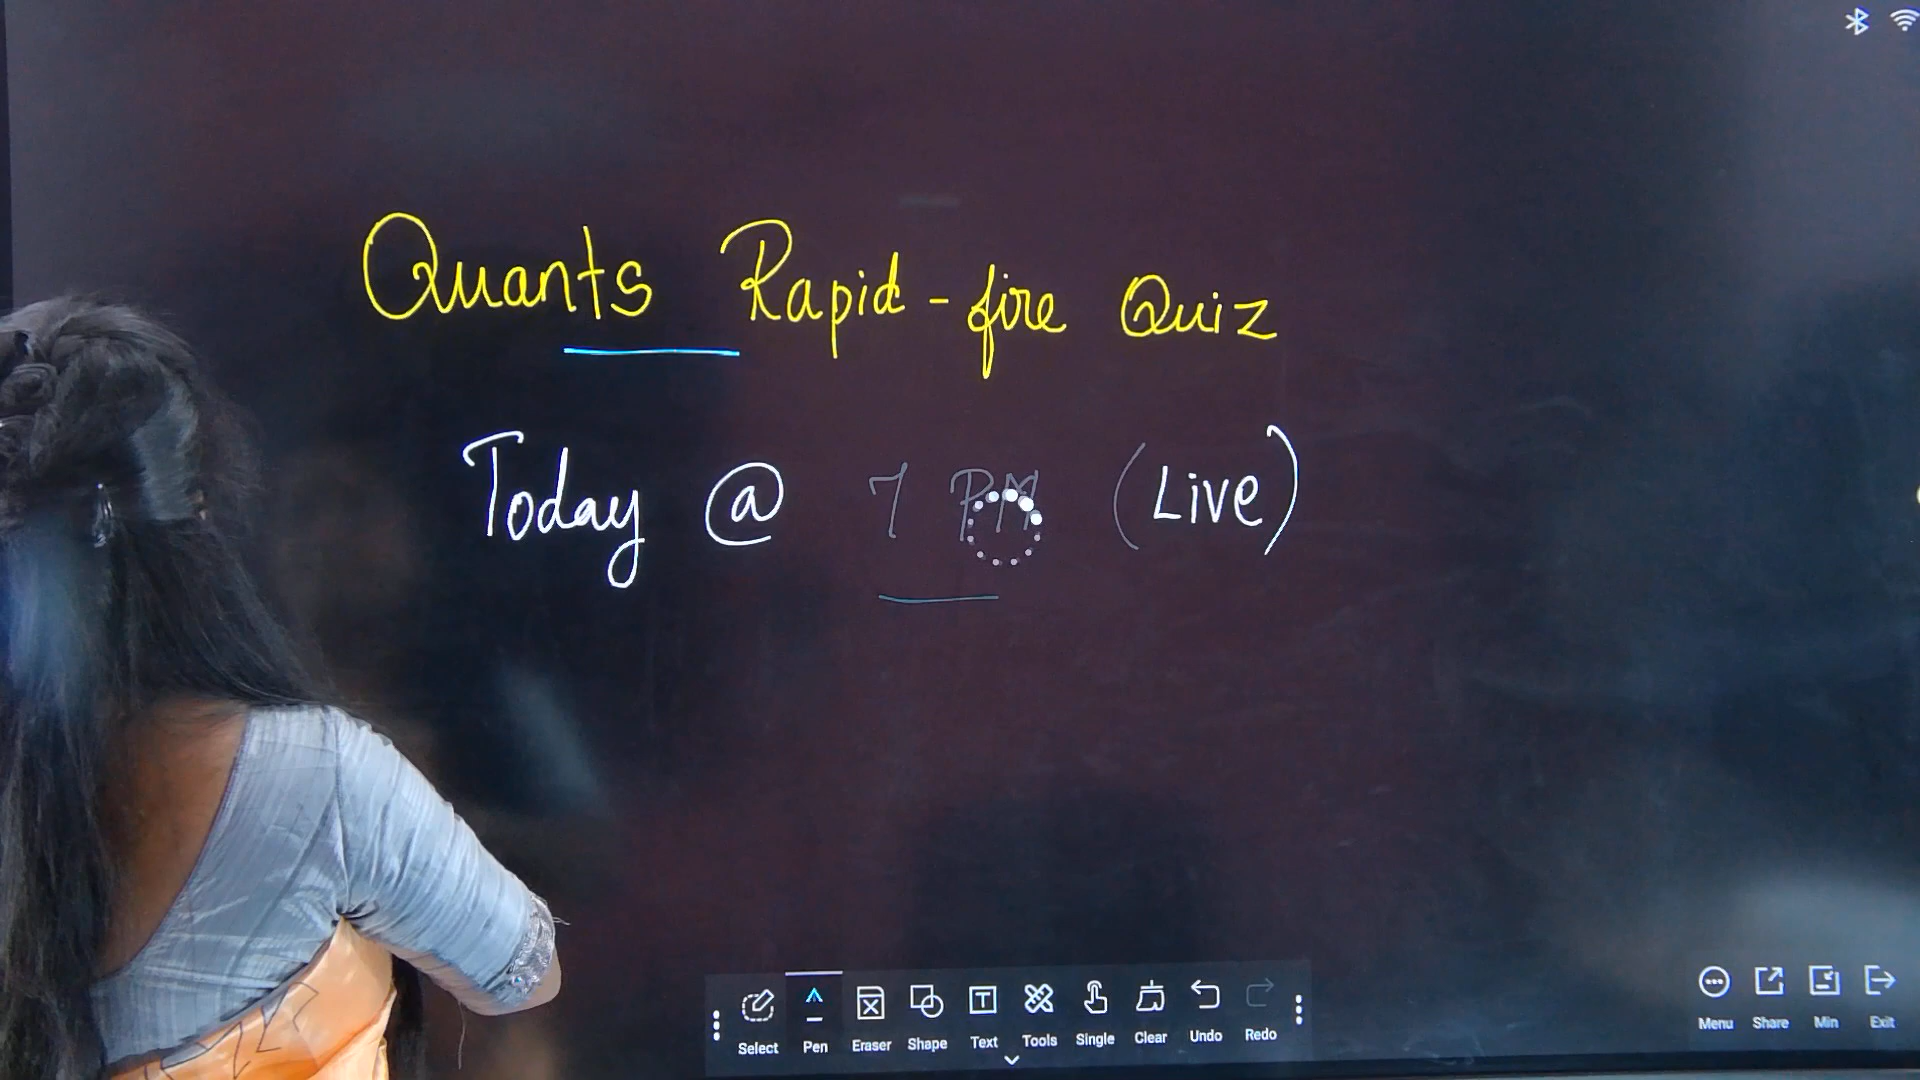 Quants Rapid-fire Quiz
Today @ 7 PM (Live)
Select Pen Eraser Shape Text Tools Single Clear Undo Redo
Menu Share Min Exit